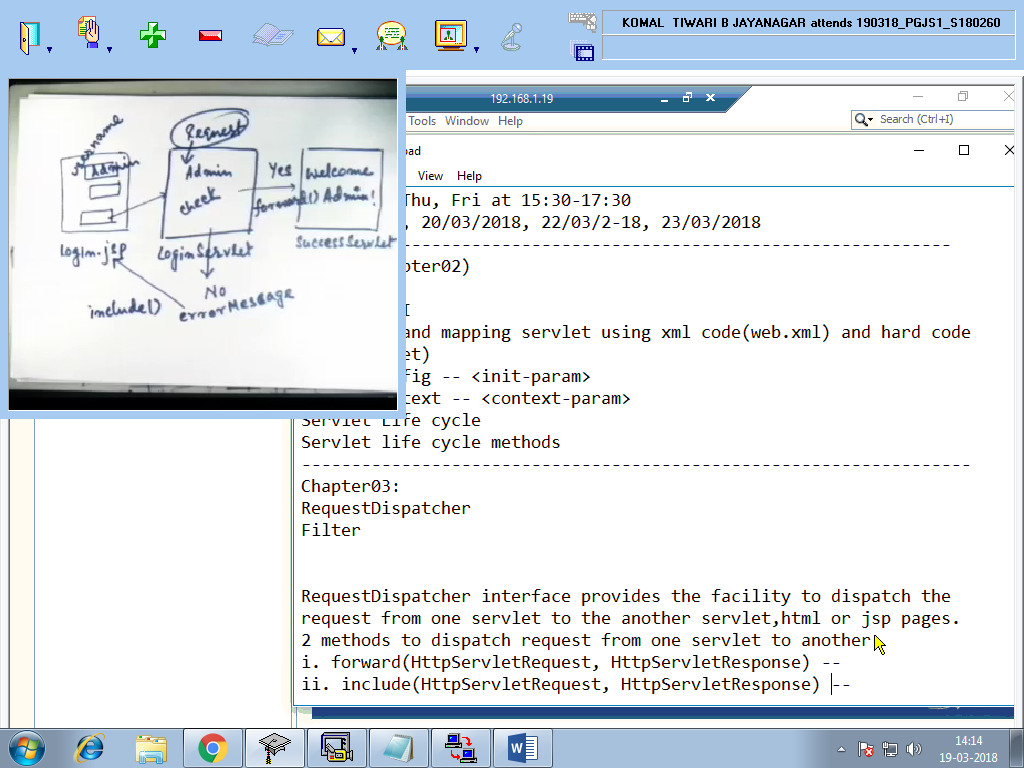 KOMAL TIWARI B JAYANAGAR attends 190318_PGJS1_S180260
192.168.1.19
Tools Window Help
Search (Ctrl+I)
ad
View Help
Thu, Fri at 15:30-17:30
, 20/03/2018, 22/03/2-18, 23/03/2018
---------------------------------------------------
pter02)
I
and mapping servlet using xml code(web.xml) and hard code
et)
fig -- <init-param>
text -- <context-param>
Servlet Life cycle
Servlet life cycle methods
-------------------------------------------------------------------
Chapter03:
RequestDispatcher
Filter
RequestDispatcher interface provides the facility to dispatch the
request from one servlet to the another servlet,html or jsp pages.
2 methods to dispatch request from one servlet to another
i. forward(HttpServletRequest, HttpServletResponse) --
ii. include(HttpServletRequest, HttpServletResponse) --
Request
Admin
Admin
check
Yes
forward()
Welcome
Admin!
login.jsp
LoginServlet
SuccessServlet
No
errorMessage
include()
14:14
19-03-2018